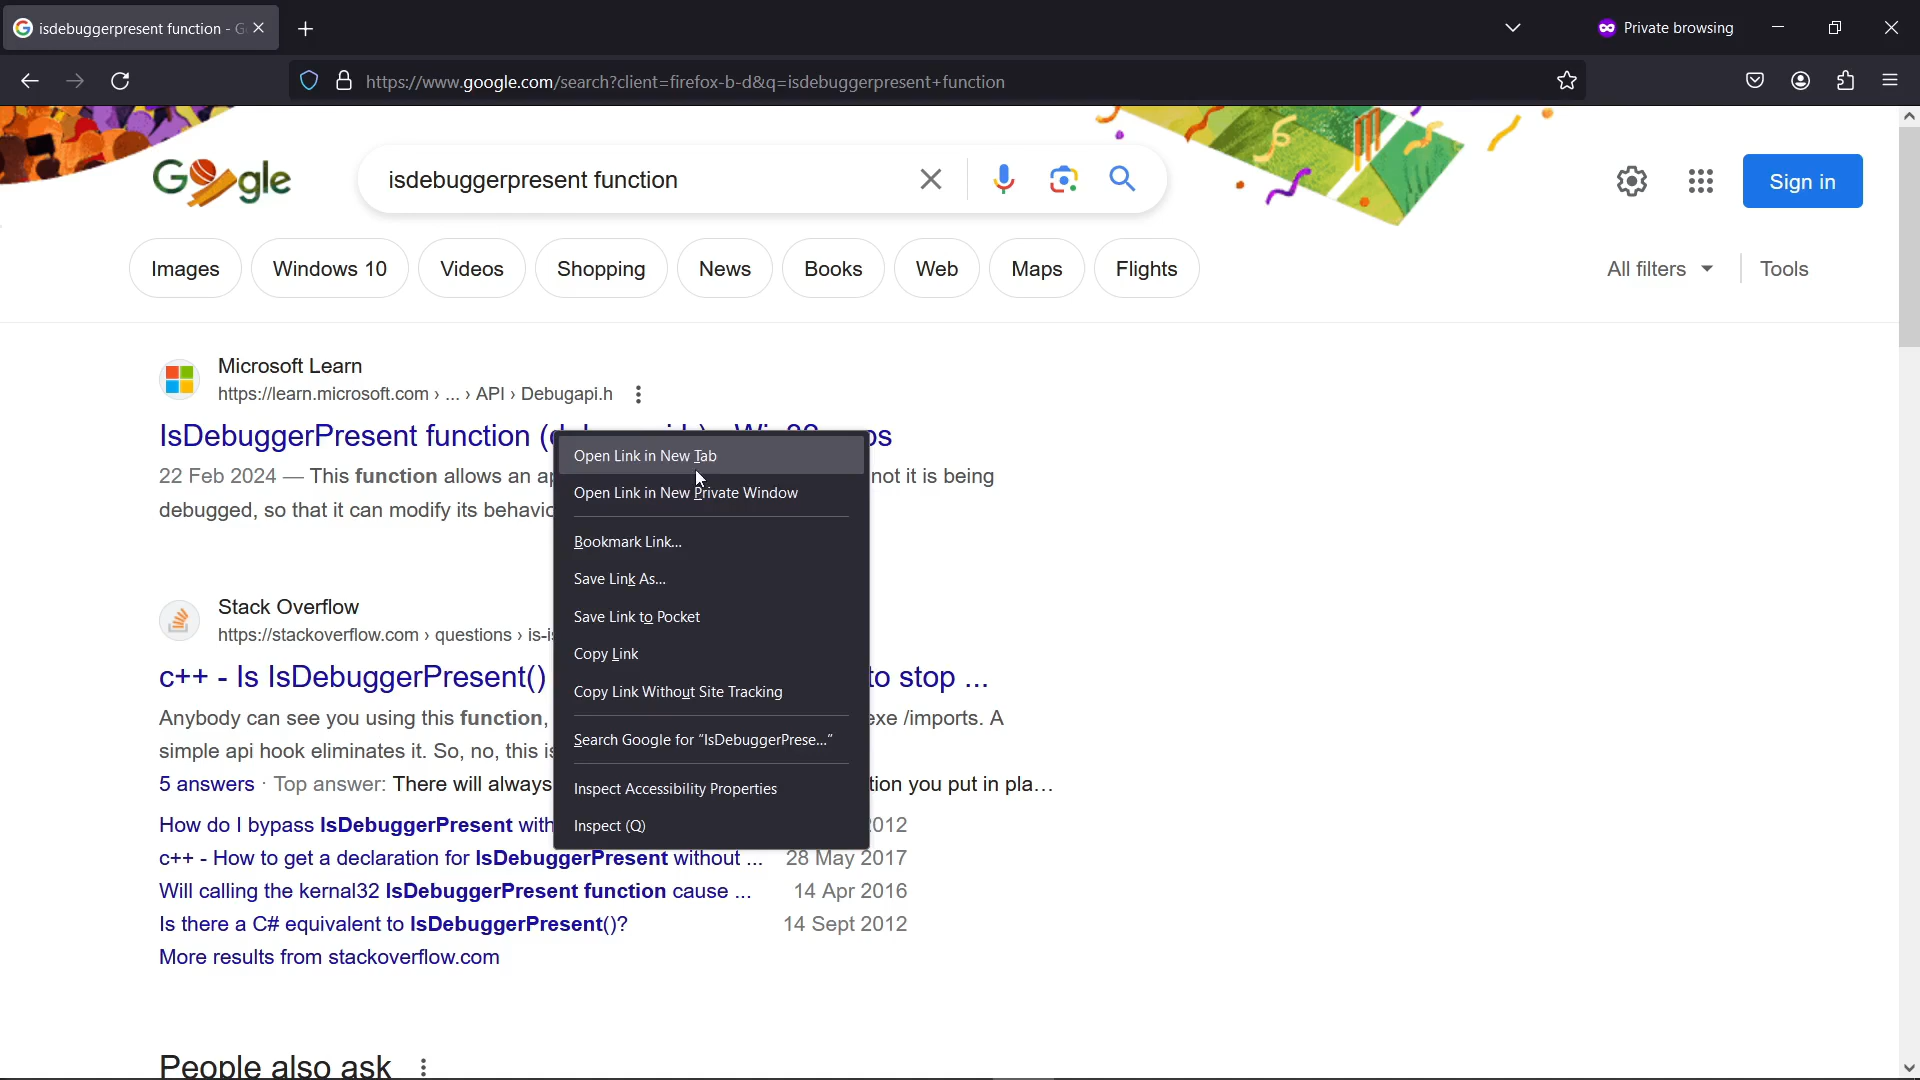 isdebuggerpresent function - G
Private browsing
https://www.google.com/search?client=firefox-b-d&q=isdebuggerpresent+function
Google
isdebuggerpresent function
Sign in
Images
Windows 10
Videos
Shopping
News
Books
Web
Maps
Flights
All filters
Tools
Microsoft Learn
https://learn.microsoft.com › ... › API › Debugapi.h
IsDebuggerPresent function (
22 Feb 2024 — This function allows an not it is being
debugged, so that it can modify its
Open Link in New Tab
Open Link in New Private Window
Bookmark Link...
Save Link As...
Save Link to Pocket
Copy Link
Copy Link Without Site Tracking
Search Google for "IsDebuggerPrese..."
Inspect Accessibility Properties
Inspect (Q)
Stack Overflow
https://stackoverflow.com › questions › is-
c++ - Is IsDebuggerPresent() to stop ...
Anybody can see you using this function, exe /imports. A
simple api hook eliminates it. So, no, this
5 answers · Top answer: There will always you put in pla...
How do I bypass IsDebuggerPresent 2012
c++ - How to get a declaration for IsDebuggerPresent without ... 28 May 2017
Will calling the kernal32 IsDebuggerPresent function cause ... 14 Apr 2016
Is there a C# equivalent to IsDebuggerPresent()? 14 Sept 2012
More results from stackoverflow.com
People also ask